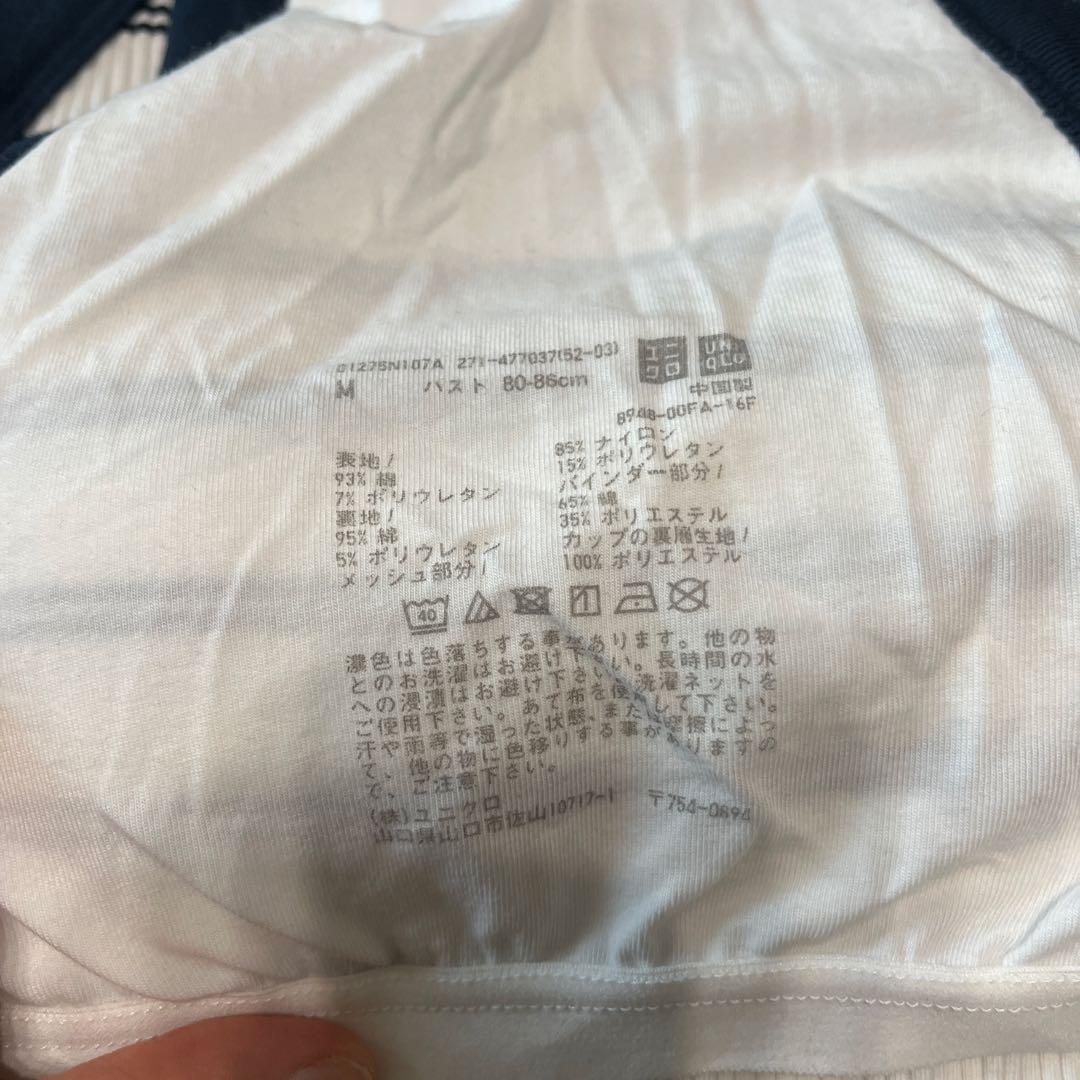 01275N107A 271-477037(52-03)
M バスト 80-86cm
ユニクロ
UNIQLO
中国製
8948-00FA-16F
表地/
93% 綿
7% ポリウレタン
裏地/
95% 綿
5% ポリウレタン
メッシュ部分/
85% ナイロン
15% ポリウレタン
バインダー部分/
65% 綿
35% ポリエステル
カップの裏層生地/
100% ポリエステル
40
濃色は色落ちする事があります。他の物
とのお洗濯はお避け下さい。長時間の水
への浸漬はお避け下さい。洗濯ネットを
ご使用下さい。
汗や雨等で湿った状態、または摩擦によっ
て、他の物に色移りする事がありますの
で、ご注意下さい。
(株)ユニクロ
山口県山口市佐山10717-1 〒754-0894